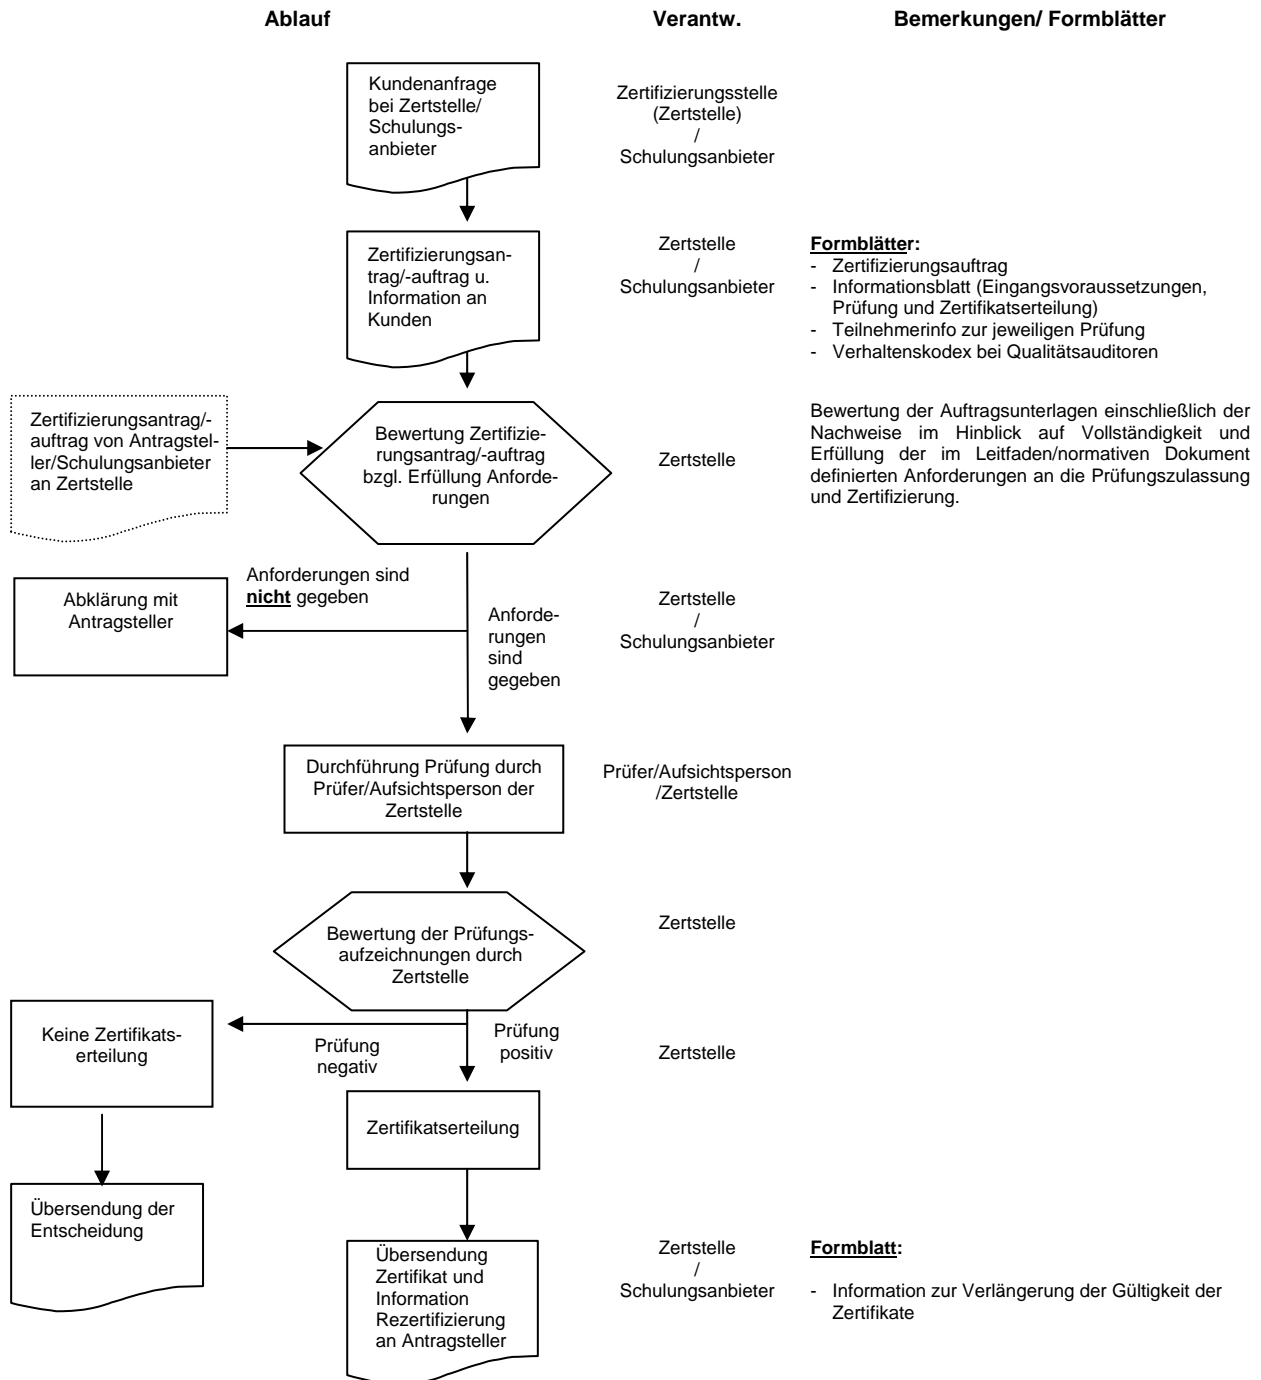 Ablauf
Verantw.
Bemerkungen/ Formblätter
Kundenanfrage
bei Zertstelle/
Schulungs-
anbieter
Zertifizierungsstelle
(Zertstelle)
/
Schulungsanbieter
Zertifizierungsan-
trag/-auftrag u.
Information an
Kunden
Zertstelle
/
Schulungsanbieter
Formblätter:
- Zertifizierungsauftrag
- Informationsblatt (Eingangsvoraussetzungen,
Prüfung und Zertifikatserteilung)
- Teilnehmerinfo zur jeweiligen Prüfung
- Verhaltenskodex bei Qualitätsauditoren
Zertifizierungsantrag/-
auftrag von Antragstel-
ler/Schulungsanbieter
an Zertstelle
Bewertung Zertifizie-
rungsantrag/-auftrag
bzgl. Erfüllung Anforde-
rungen
Zertstelle
Bewertung der Auftragsunterlagen einschließlich der
Nachweise im Hinblick auf Vollständigkeit und
Erfüllung der im Leitfaden/normativen Dokument
definierten Anforderungen an die Prüfungszulassung
und Zertifizierung.
Abklärung mit
Antragsteller
Anforderungen sind
nicht gegeben
Anforde-
rungen
sind
gegeben
Zertstelle
/
Schulungsanbieter
Durchführung Prüfung durch
Prüfer/Aufsichtsperson der
Zertstelle
Prüfer/Aufsichtsperson
/Zertstelle
Bewertung der Prüfungs-
aufzeichnungen durch
Zertstelle
Zertstelle
Keine Zertifikats-
erteilung
Prüfung
negativ
Prüfung
positiv
Zertstelle
Zertifikatserteilung
Übersendung der
Entscheidung
Übersendung
Zertifikat und
Information
Rezertifizierung
an Antragsteller
Zertstelle
/
Schulungsanbieter
Formblatt:
- Information zur Verlängerung der Gültigkeit der
Zertifikate